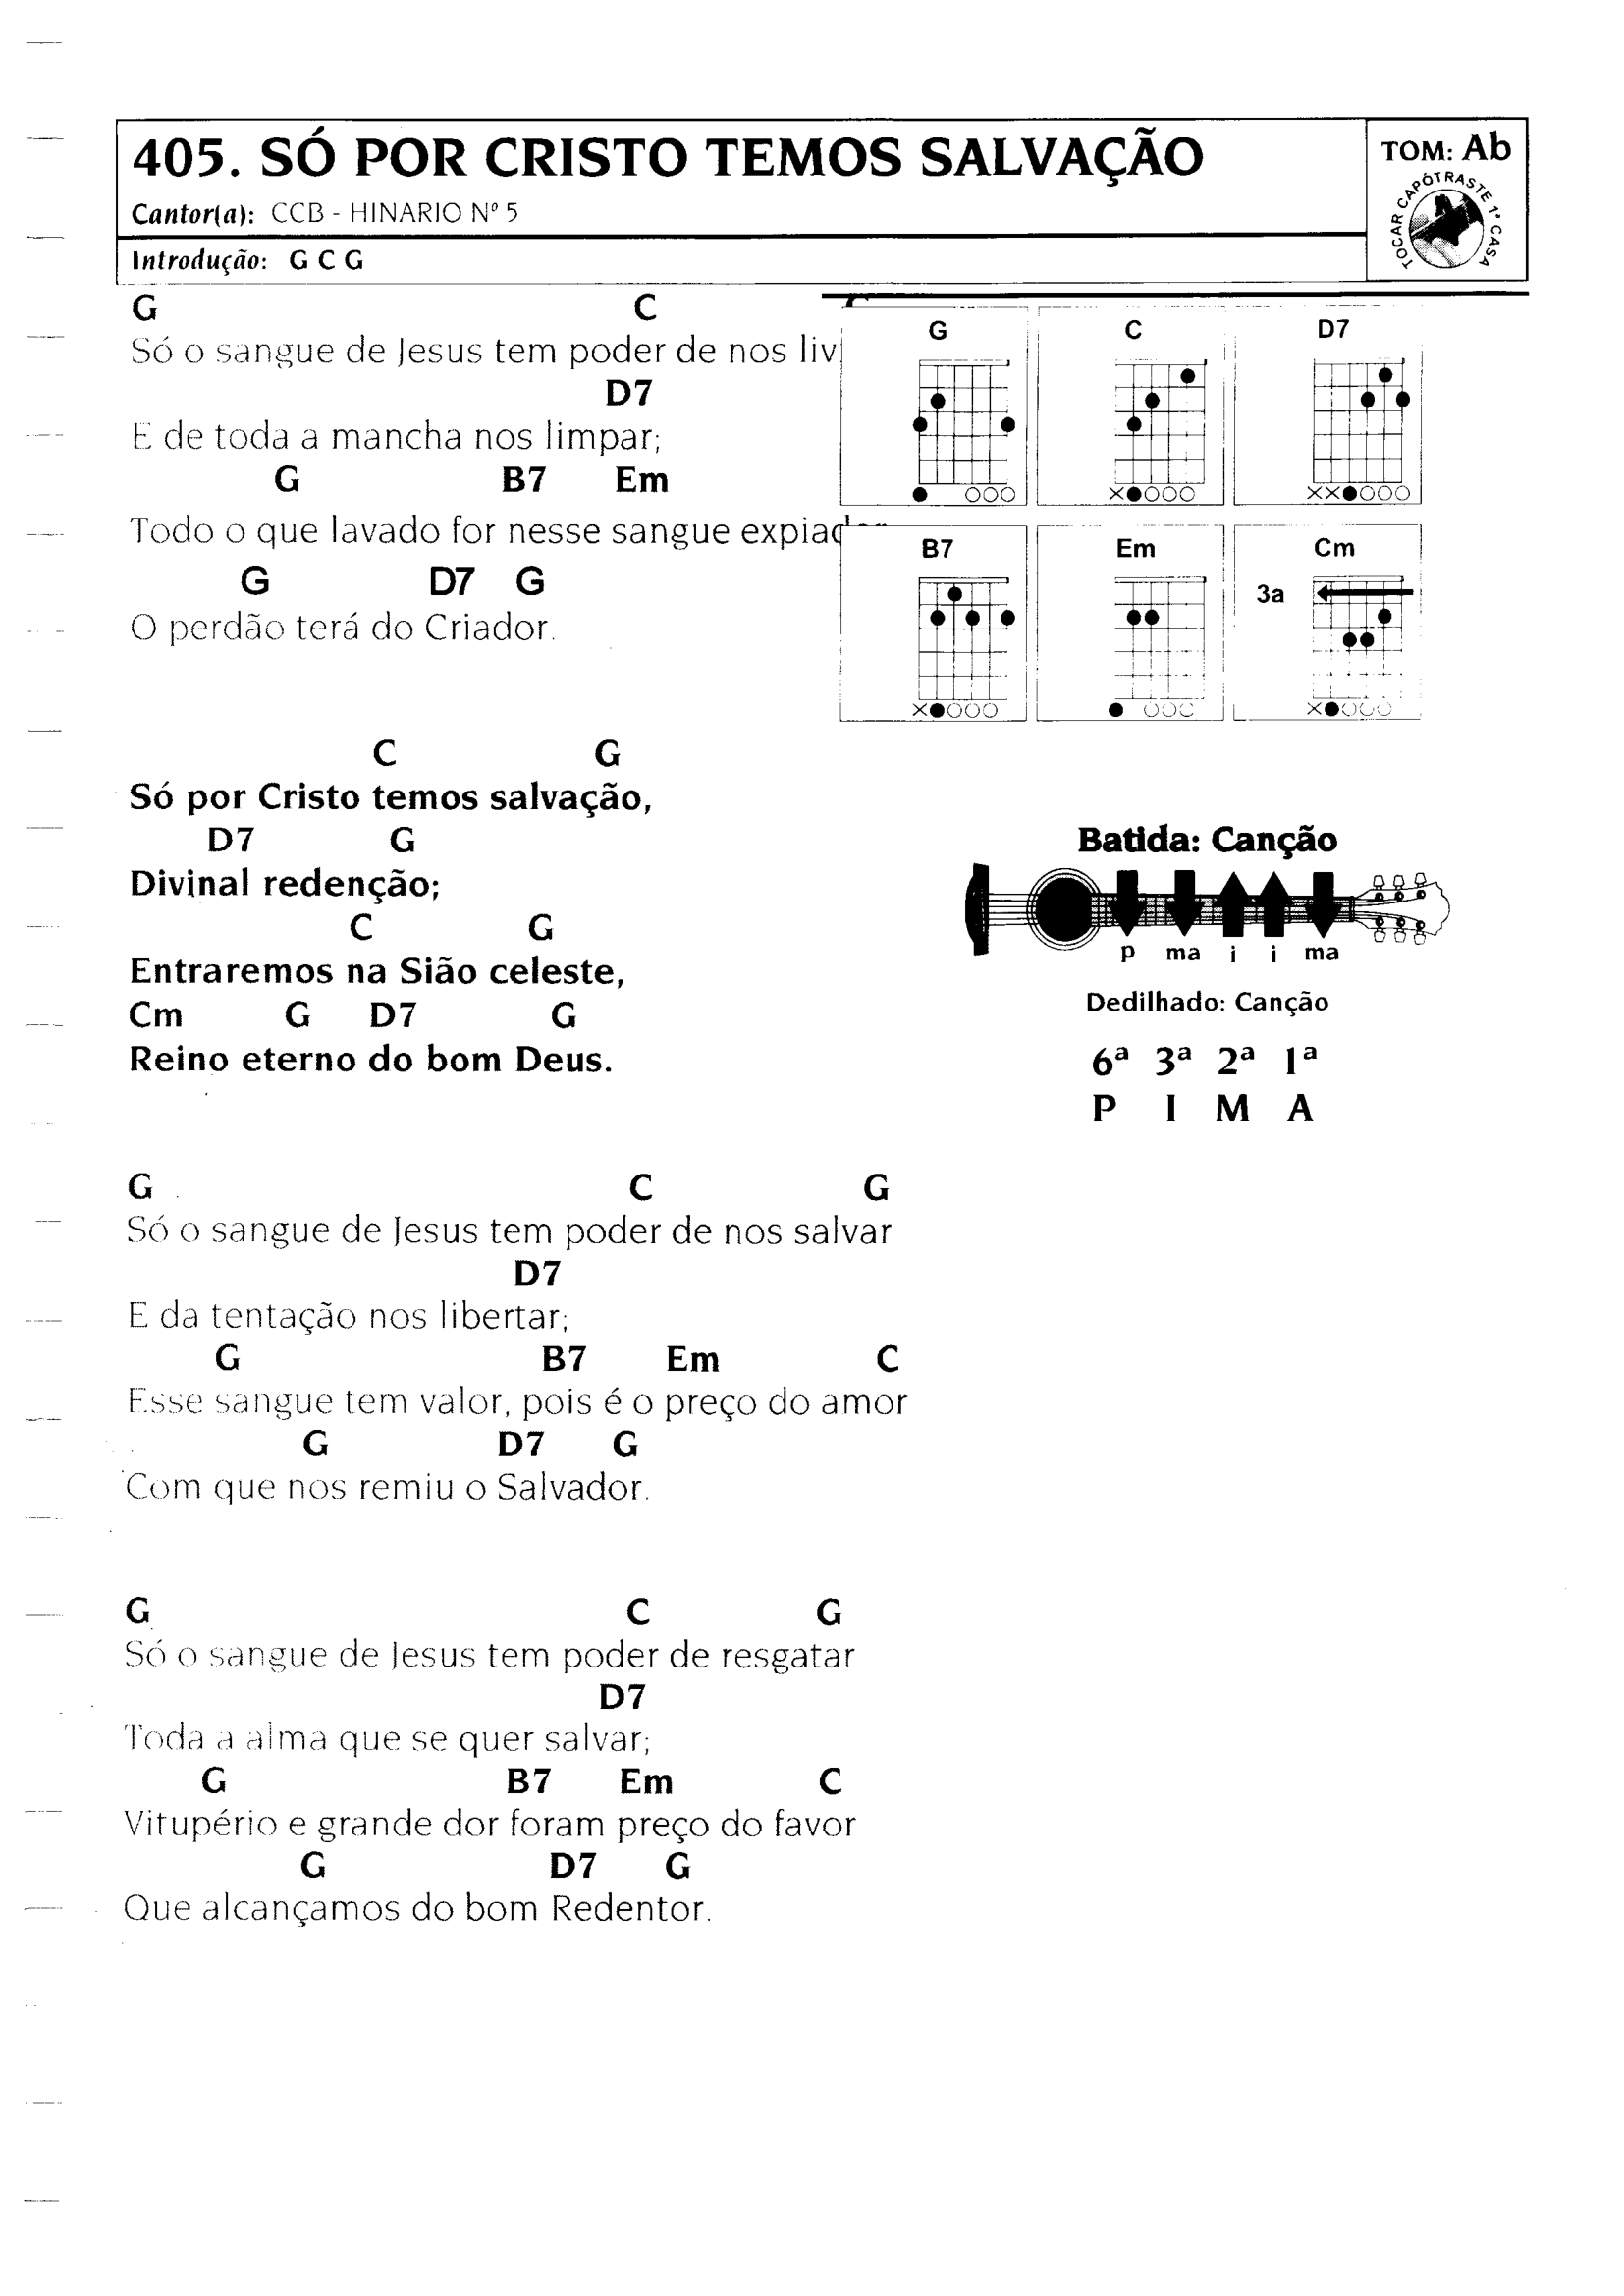 405. SÓ POR CRISTO TEMOS SALVAÇÃO
Cantor(a): CCB - HINARIO Nº 5
Introdução: G C G
TOM: Ab
TOCAR CAPÓTRASTE 1ª CASA
G C
Só o sangue de Jesus tem poder de nos
D7
E de toda a mancha nos limpar;
G B7 Em
Todo o que lavado for nesse sangue
G D7 G
O perdão terá do Criador.
G C D7
B7 Em Cm
3a
C G
Só por Cristo temos salvação,
D7 G
Divinal redenção;
C G
Entraremos na Sião celeste,
Cm G D7 G
Reino eterno do bom Deus.
Batida: Canção
p ma i i ma
Dedilhado: Canção
6ª 3ª 2ª 1ª
P I M A
G C G
Só o sangue de Jesus tem poder de nos salvar
D7
E da tentação nos libertar;
G B7 Em C
Esse sangue tem valor, pois é o preço do amor
G D7 G
Com que nos remiu o Salvador.
G C G
Só o sangue de Jesus tem poder de resgatar
D7
Toda a alma que se quer salvar;
G B7 Em C
Vitupério e grande dor foram preço do favor
G D7 G
Que alcançamos do bom Redentor.